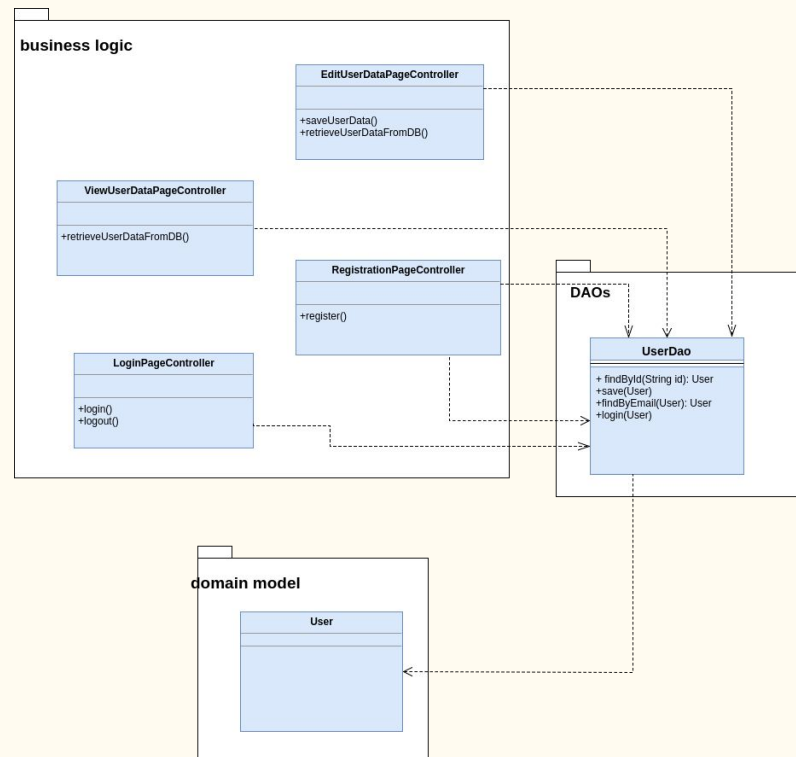 business logic
EditUserDataPageController
+saveUserData()
+retrieveUserDataFromDB()
ViewUserDataPageController
+retrieveUserDataFromDB()
RegistrationPageController
+register()
LoginPageController
+login()
+logout()
DAOs
UserDao
+ findById(String id): User
+save(User)
+findByEmail(User): User
+login(User)
domain model
User